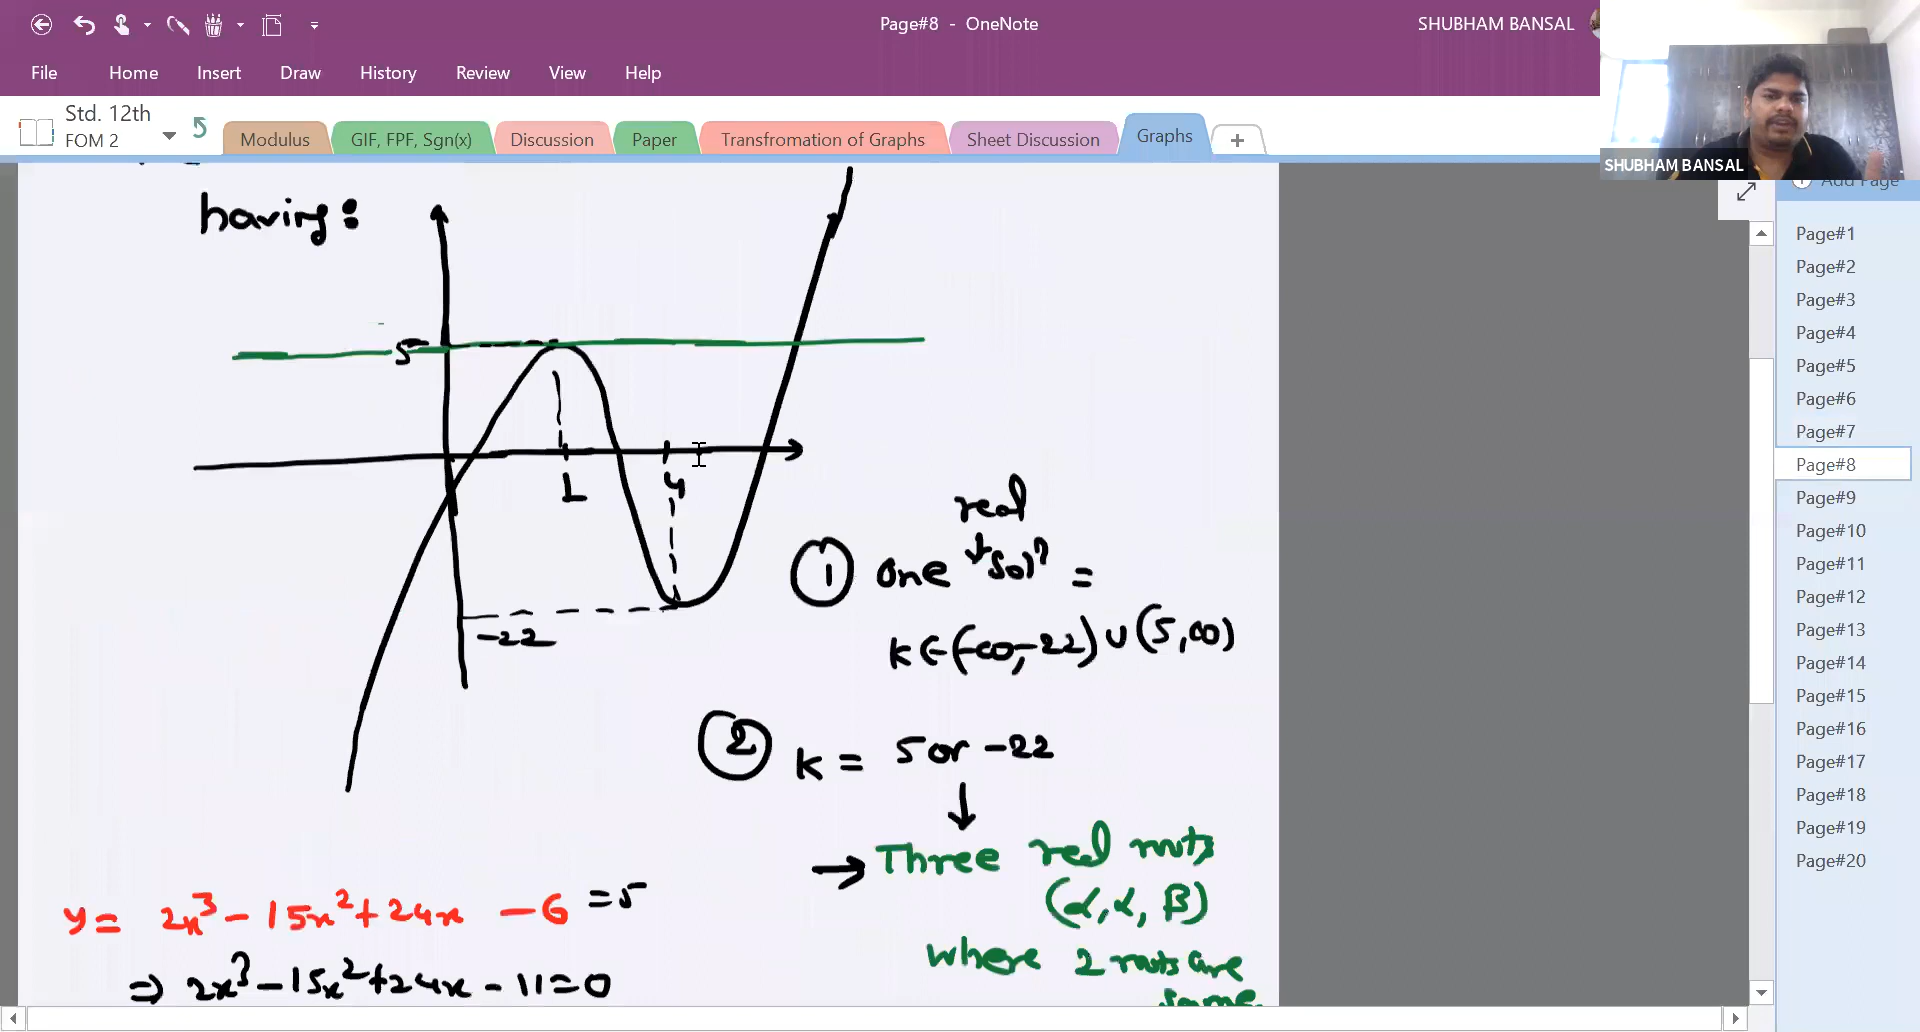 Page#8 - OneNote
SHUBHAM BANSAL
File Home Insert Draw History Review View Help
Std. 12th
FOM 2
Modulus
GIF, FPF, Sgn(x)
Discussion
Paper
Transfromation of Graphs
Sheet Discussion
Graphs
SHUBHAM BANSAL
Add Page
Page#1
Page#2
Page#3
Page#4
Page#5
Page#6
Page#7
Page#8
Page#9
Page#10
Page#11
Page#12
Page#13
Page#14
Page#15
Page#16
Page#17
Page#18
Page#19
Page#20
having:
5
1
4
-22
real
① One ↓ solⁿ =
k ∈ (-∞, -22) ∪ (5, ∞)
② k = 5 or -22
↓
→ Three real roots
(α, α, β)
where 2 roots are
same
y = 2x³ - 15x² + 24x - 6 = 5
⇒ 2x³ - 15x² + 24x - 11 = 0